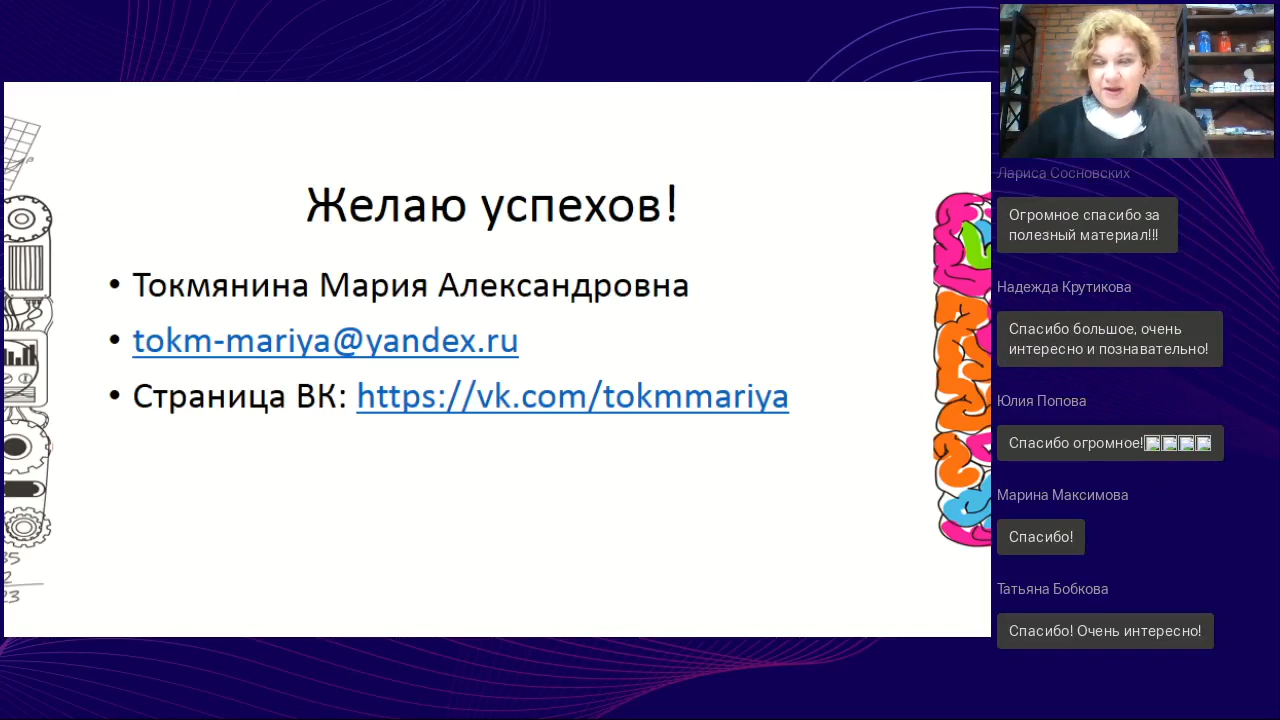 Желаю успехов!
• Токмянина Мария Александровна
• tokm-mariya@yandex.ru
• Страница ВК: https://vk.com/tokmmariya
Лариса Сосновских
Огромное спасибо за
полезный материал!!!
Надежда Крутикова
Спасибо большое, очень
интересно и познавательно!
Юлия Попова
Спасибо огромное!
Марина Максимова
Спасибо!
Татьяна Бобкова
Спасибо! Очень интересно!